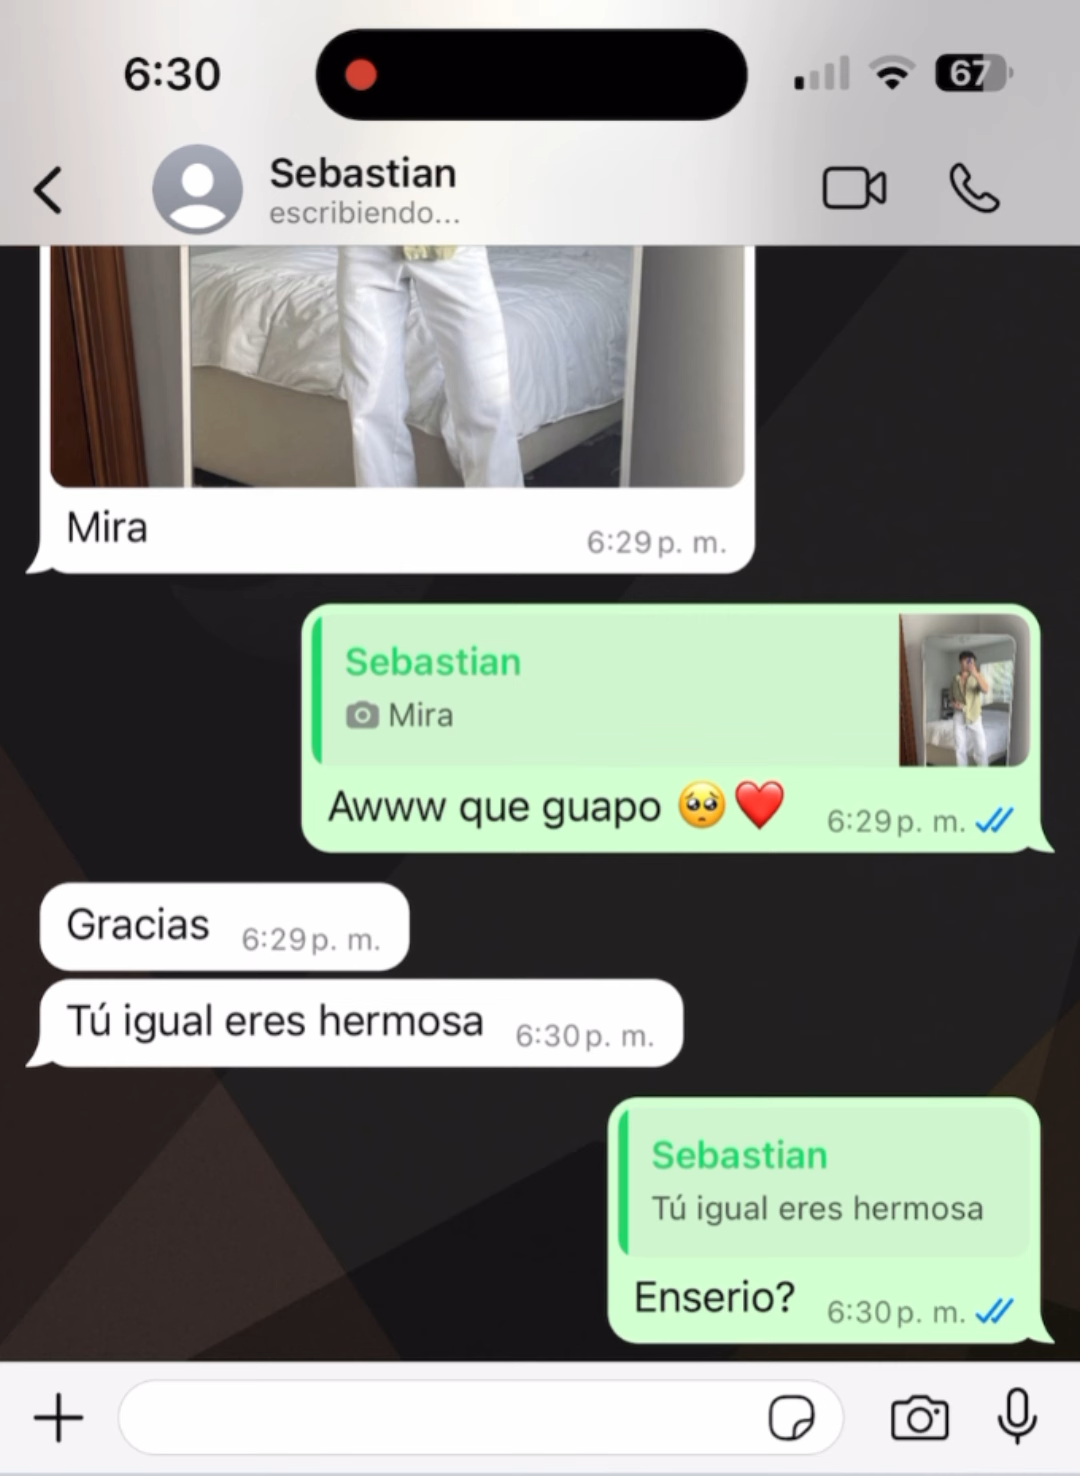 6:30
67
Sebastian
escribiendo...
Mira
6:29 p. m.
Sebastian
Mira
Awww que guapo 🥺❤️
6:29 p. m.
Gracias
6:29 p. m.
Tú igual eres hermosa
6:30 p. m.
Sebastian
Tú igual eres hermosa
Enserio?
6:30 p. m.